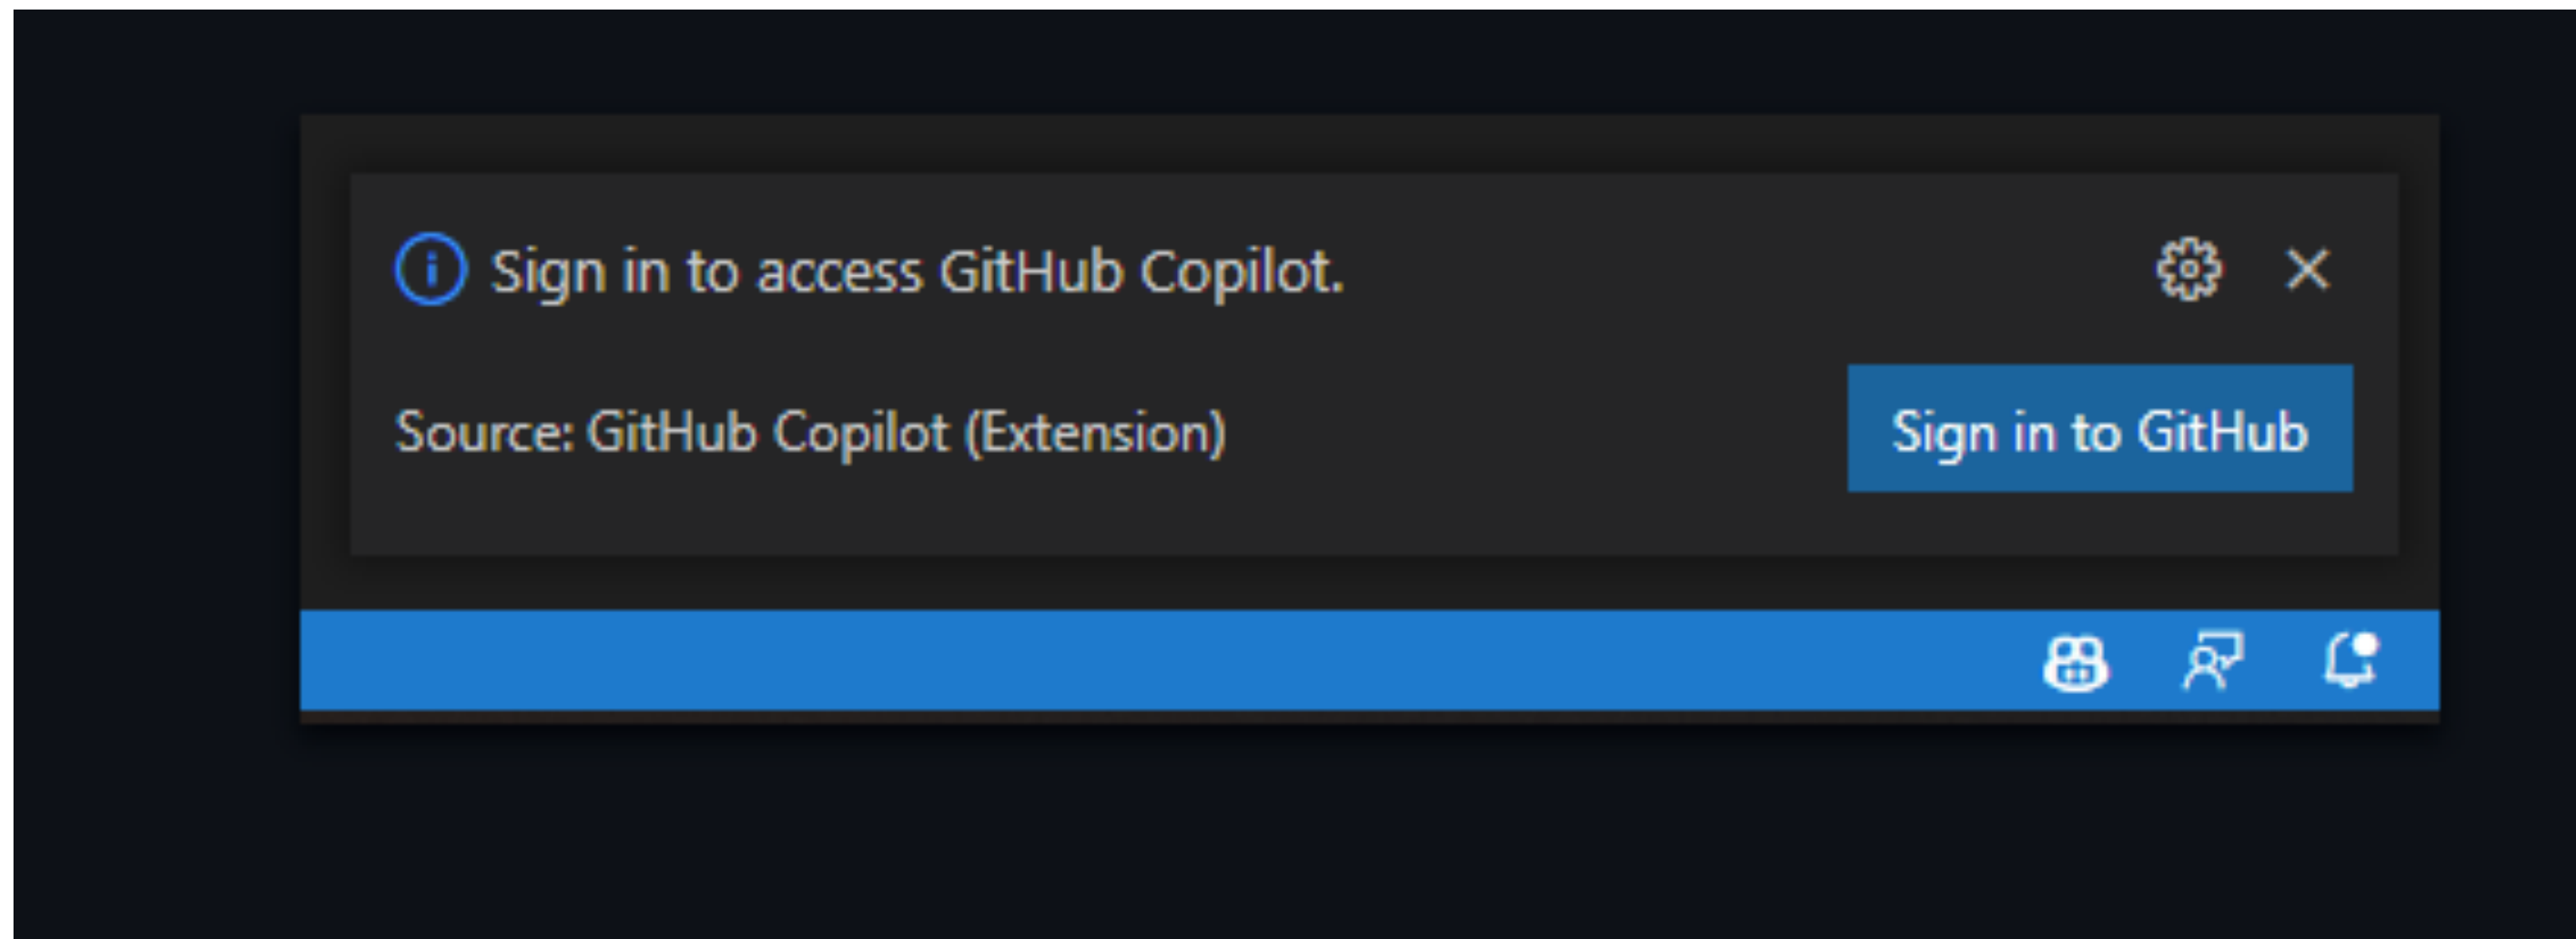 Sign in to access GitHub Copilot.
Source: GitHub Copilot (Extension)
Sign in to GitHub